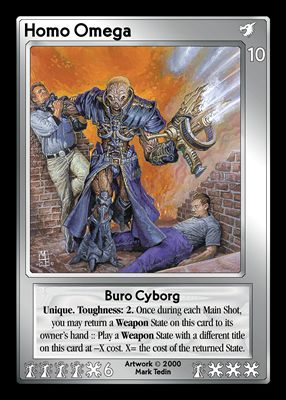 Homo Omega
10
Buro Cyborg
Unique. Toughness: 2. Once during each Main Shot,
you may return a Weapon State on this card to its
owner's hand :: Play a Weapon State with a different title
on this card at –X cost. X= the cost of the returned State.
6
Artwork © 2000
Mark Tedin